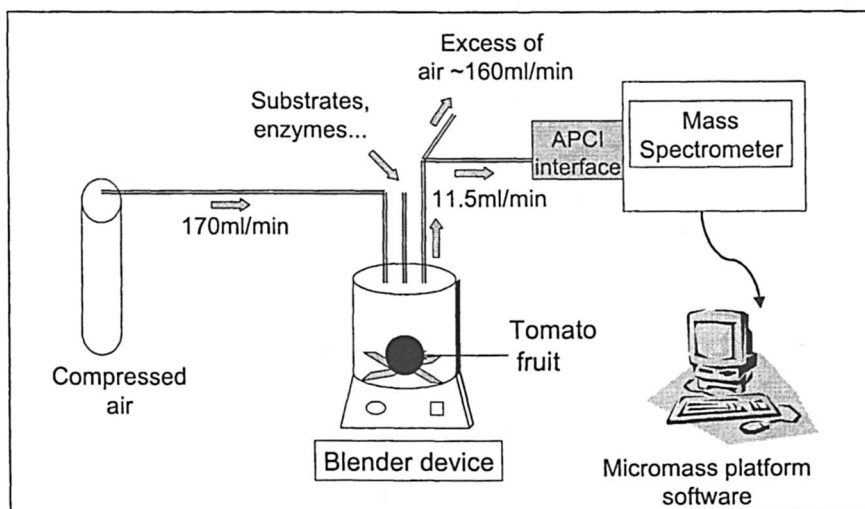 Excess of
air ~160ml/min
Substrates,
enzymes...
APCI
interface
Mass
Spectrometer
170ml/min
11.5ml/min
Tomato
fruit
Compressed
air
Blender device
Micromass platform
software